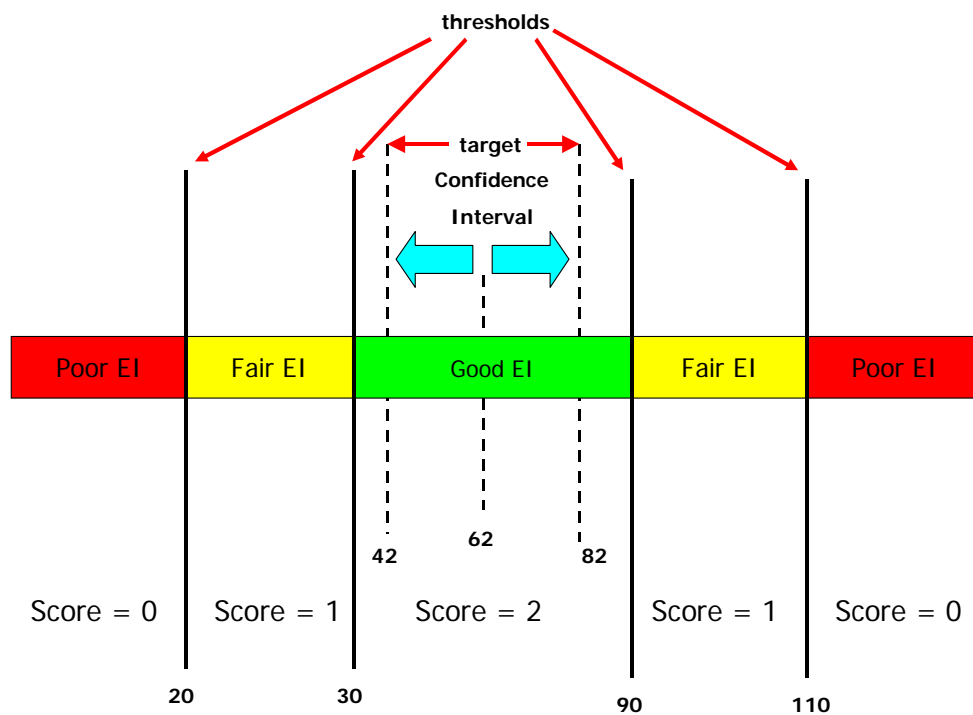 thresholds
target
Confidence
Interval
Poor EI Fair EI Good EI Fair EI Poor EI
42 62 82
Score = 0 Score = 1 Score = 2 Score = 1 Score = 0
20 30 90 110